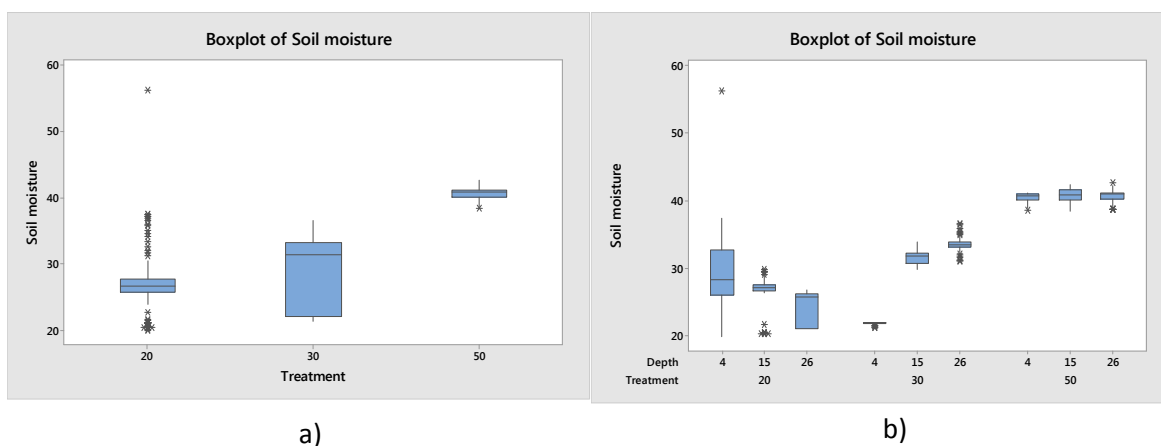 Boxplot of Soil moisture
60
50
40
30
20
Soil moisture
20 30 50
Treatment
a)
Boxplot of Soil moisture
60
50
40
30
20
Soil moisture
Depth 4 15 26 4 15 26 4 15 26
Treatment 20 30 50
b)